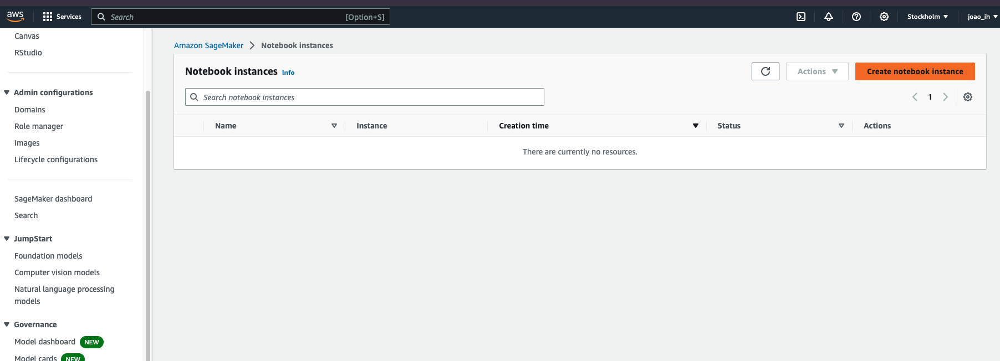 aws
Services
Search
[Option+S]
Stockholm
joao_ih
Canvas
RStudio
Admin configurations
Domains
Role manager
Images
Lifecycle configurations
SageMaker dashboard
Search
JumpStart
Foundation models
Computer vision models
Natural language processing
models
Governance
Model dashboard NEW
Model cards NEW
Amazon SageMaker
Notebook instances
Notebook instances Info
Actions
Create notebook instance
Search notebook instances
1
Name
Instance
Creation time
Status
Actions
There are currently no resources.